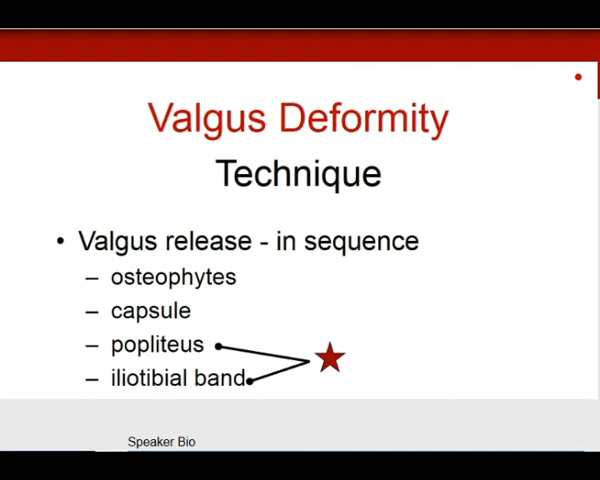 Valgus Deformity
Technique
• Valgus release - in sequence
– osteophytes
– capsule
– popliteus
– iliotibial band
Speaker Bio